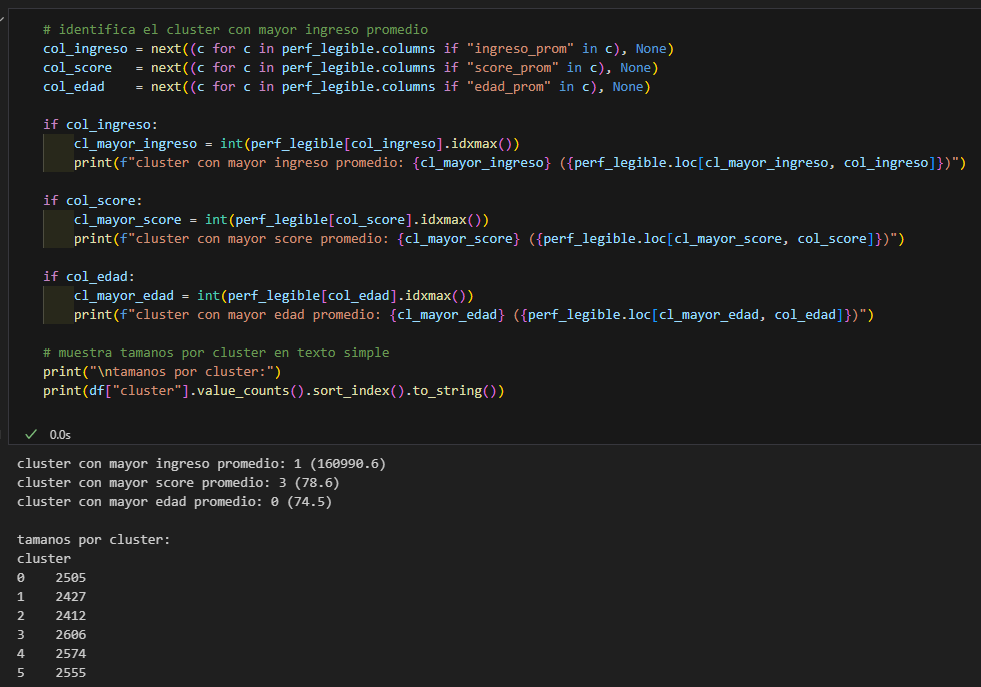 # identifica el cluster con mayor ingreso promedio
col_ingreso = next((c for c in perf_legible.columns if "ingreso_prom" in c), None)
col_score   = next((c for c in perf_legible.columns if "score_prom" in c), None)
col_edad    = next((c for c in perf_legible.columns if "edad_prom" in c), None)

if col_ingreso:
    cl_mayor_ingreso = int(perf_legible[col_ingreso].idxmax())
    print(f"cluster con mayor ingreso promedio: {cl_mayor_ingreso} ({perf_legible.loc[cl_mayor_ingreso, col_ingreso]})")

if col_score:
    cl_mayor_score = int(perf_legible[col_score].idxmax())
    print(f"cluster con mayor score promedio: {cl_mayor_score} ({perf_legible.loc[cl_mayor_score, col_score]})")

if col_edad:
    cl_mayor_edad = int(perf_legible[col_edad].idxmax())
    print(f"cluster con mayor edad promedio: {cl_mayor_edad} ({perf_legible.loc[cl_mayor_edad, col_edad]})")

# muestra tamanos por cluster en texto simple
print("\ntamanos por cluster:")
print(df["cluster"].value_counts().sort_index().to_string())
✓ 0.0s
cluster con mayor ingreso promedio: 1 (160990.6)
cluster con mayor score promedio: 3 (78.6)
cluster con mayor edad promedio: 0 (74.5)

tamanos por cluster:
cluster
0    2505
1    2427
2    2412
3    2606
4    2574
5    2555